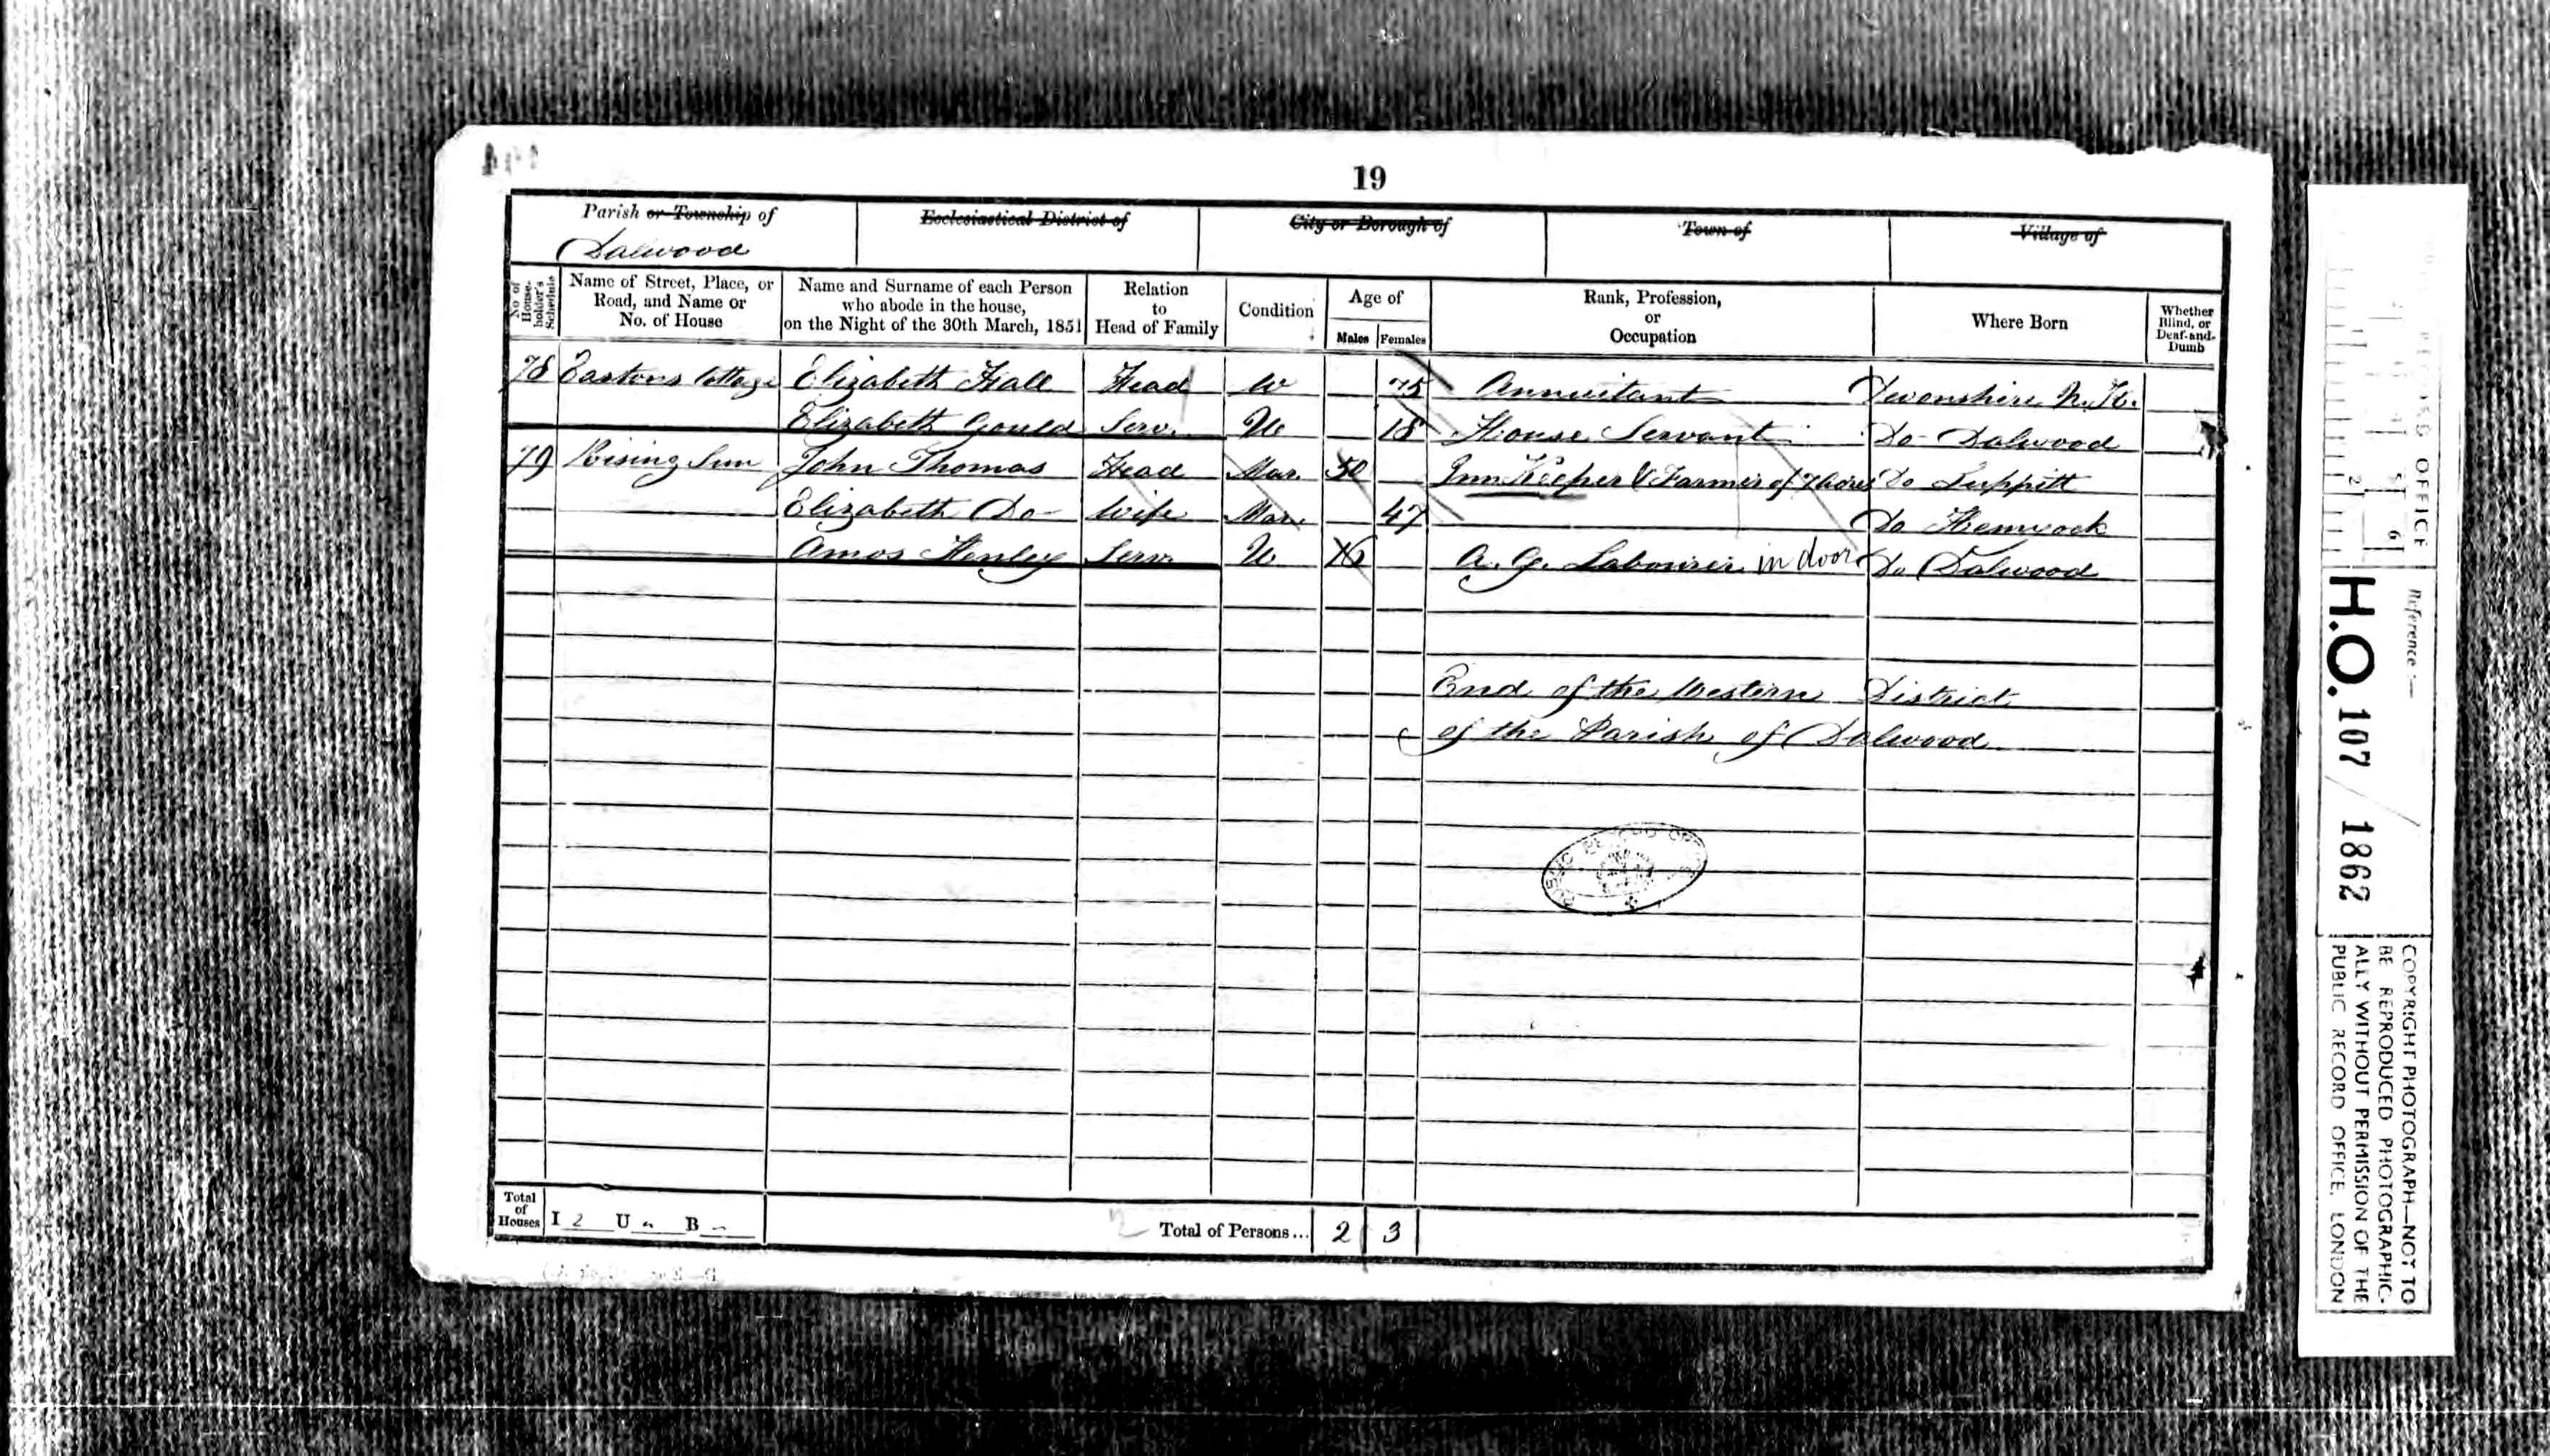 19
Parish or Township of
Dalwood
Ecclesiastical District of
City or Borough of
Town of
Village of
No. of House-holder's Schedule
Name of Street, Place, or Road, and Name or No. of House
Name and Surname of each Person who abode in the house, on the Night of the 30th March, 1851
Relation to Head of Family
Condition
Age of
Males
Females
Rank, Profession, or Occupation
Where Born
Whether Blind, or Deaf-and-Dumb
78 Eastons Cottage Elizabeth Hall Head W 75 Annuitant Devonshire N.K.
Elizabeth Gould Serv. U 18 House Servant Do Dalwood
79 Rising Sun John Thomas Head Mar. 50 Inn Keeper & Farmer of 7 Acres Do Luppitt
Elizabeth Do Wife Mar. 47 Do Hemyock
Amos Henley Serv. U 16 A. G. Labourer in door Do Dalwood
End of the Western District
of the Parish of Dalwood
Total of Houses I 2 U B
Total of Persons... 2 3
Reference :—
H.O. 107 / 1862
COPYRIGHT PHOTOGRAPH—NOT TO
BE REPRODUCED PHOTOGRAPHIC-
ALLY WITHOUT PERMISSION OF THE
PUBLIC RECORD OFFICE, LONDON